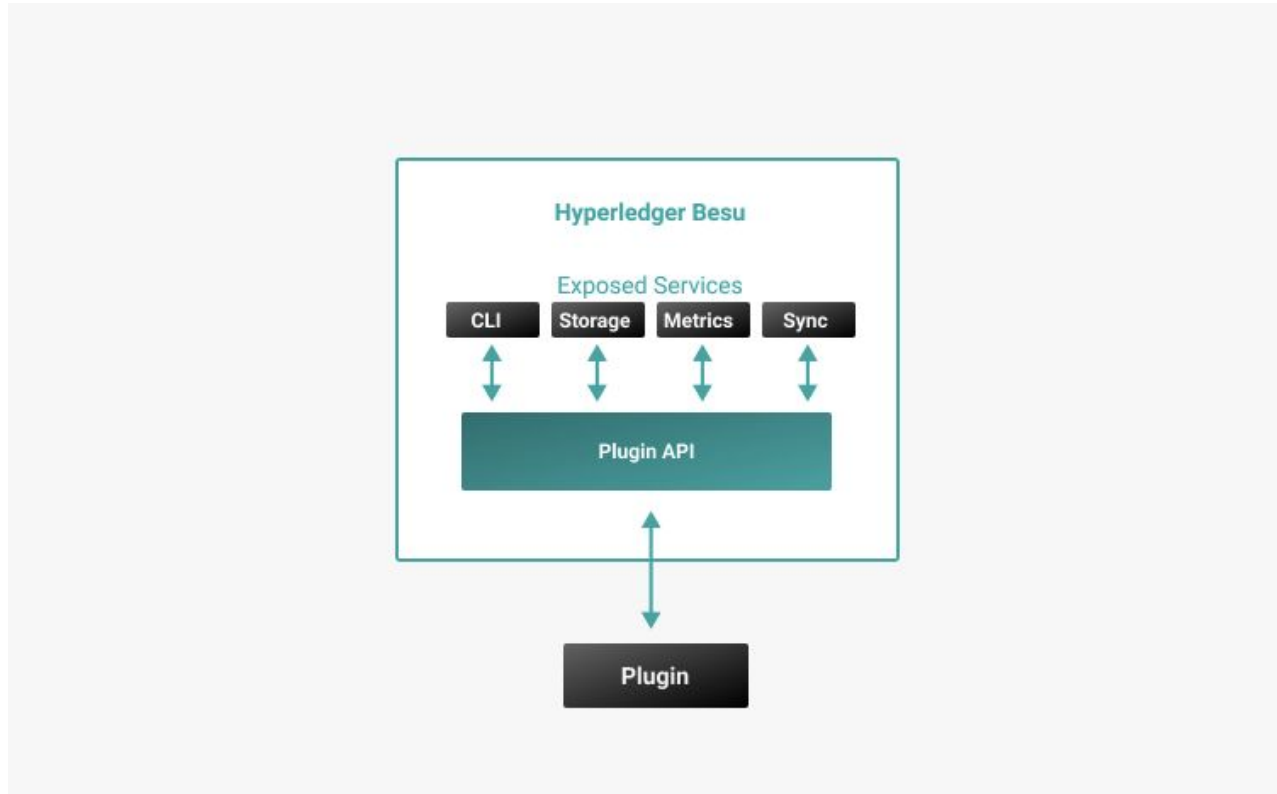 Hyperledger Besu
Exposed Services
CLI Storage Metrics Sync
Plugin API
Plugin